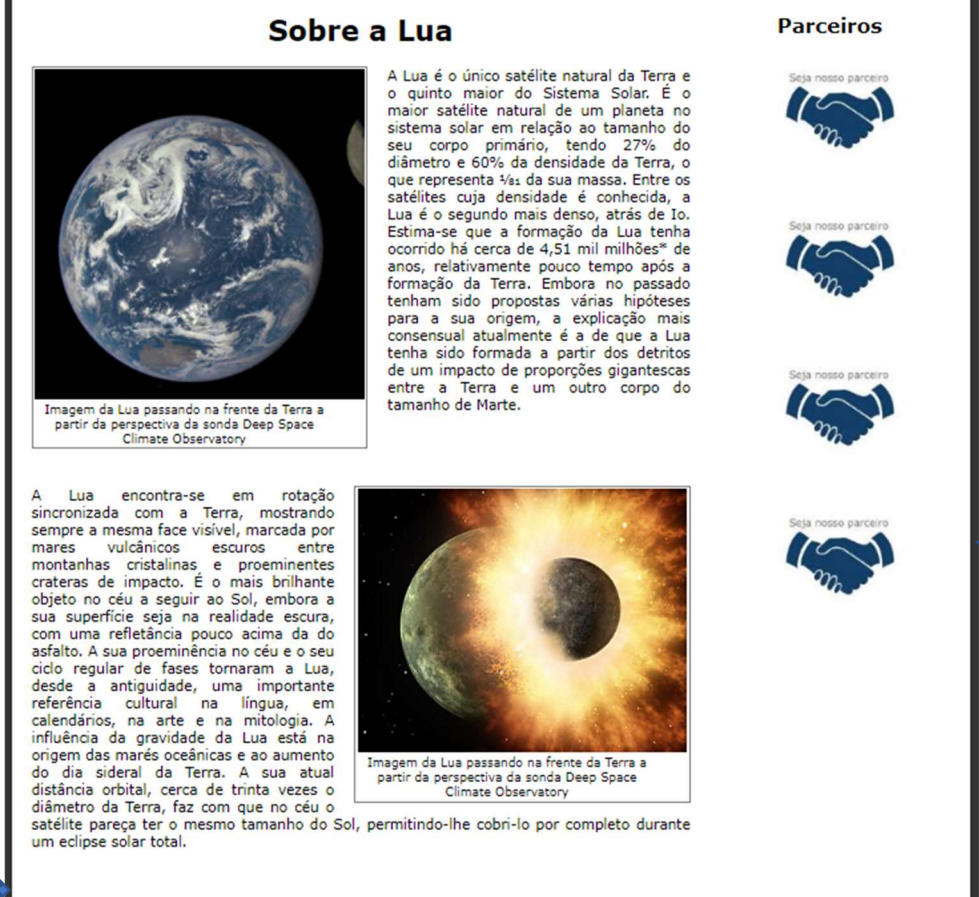 Sobre a Lua
A Lua é o único satélite natural da Terra e
o quinto maior do Sistema Solar. É o
maior satélite natural de um planeta no
sistema solar em relação ao tamanho do
seu corpo primário, tendo 27% do
diâmetro e 60% da densidade da Terra, o
que representa ¹⁄₈₁ da sua massa. Entre os
satélites cuja densidade é conhecida, a
Lua é o segundo mais denso, atrás de Io.
Estima-se que a formação da Lua tenha
ocorrido há cerca de 4,51 mil milhões* de
anos, relativamente pouco tempo após a
formação da Terra. Embora no passado
tenham sido propostas várias hipóteses
para a sua origem, a explicação mais
consensual atualmente é a de que a Lua
tenha sido formada a partir dos detritos
de um impacto de proporções gigantescas
entre a Terra e um outro corpo do
tamanho de Marte.
Imagem da Lua passando na frente da Terra a
partir da perspectiva da sonda Deep Space
Climate Observatory
A Lua encontra-se em rotação
sincronizada com a Terra, mostrando
sempre a mesma face visível, marcada por
mares vulcânicos escuros entre
montanhas cristalinas e proeminentes
crateras de impacto. É o mais brilhante
objeto no céu a seguir ao Sol, embora a
sua superfície seja na realidade escura,
com uma refletância pouco acima da do
asfalto. A sua proeminência no céu e o seu
ciclo regular de fases tornaram a Lua,
desde a antiguidade, uma importante
referência cultural na língua, em
calendários, na arte e na mitologia. A
influência da gravidade da Lua está na
origem das marés oceânicas e ao aumento
do dia sideral da Terra. A sua atual
distância orbital, cerca de trinta vezes o
diâmetro da Terra, faz com que no céu o
satélite pareça ter o mesmo tamanho do Sol, permitindo-lhe cobri-lo por completo durante
um eclipse solar total.
Imagem da Lua passando na frente da Terra a
partir da perspectiva da sonda Deep Space
Climate Observatory
Parceiros
Seja nosso parceiro
Seja nosso parceiro
Seja nosso parceiro
Seja nosso parceiro